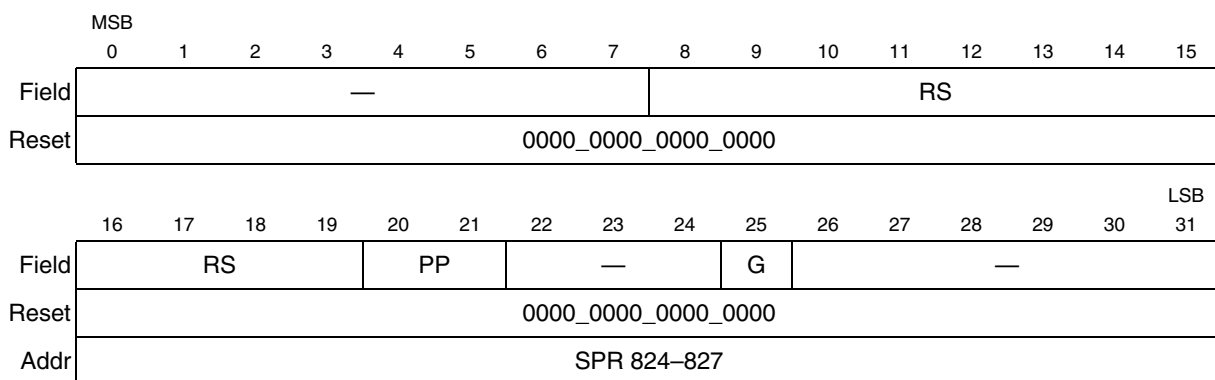 MSB
0 1 2 3 4 5 6 7 8 9 10 11 12 13 14 15
Field — RS
Reset 0000_0000_0000_0000
LSB
16 17 18 19 20 21 22 23 24 25 26 27 28 29 30 31
Field RS PP — G —
Reset 0000_0000_0000_0000
Addr SPR 824–827